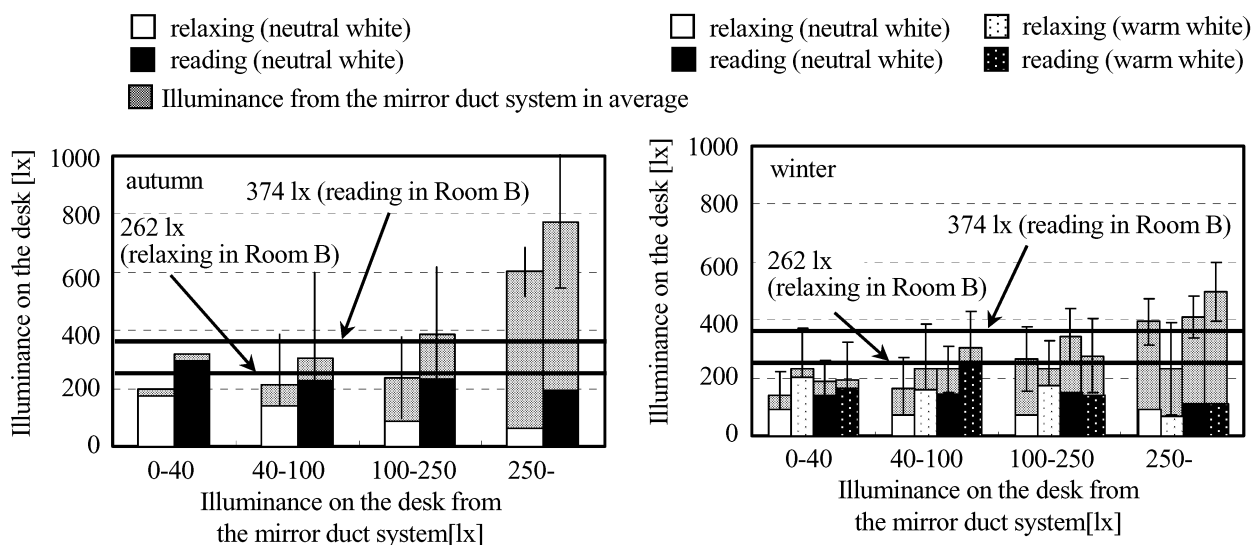 relaxing (neutral white)
reading (neutral white)
Illuminance from the mirror duct system in average
Illuminance on the desk [lx]
1000
800
600
400
200
0
autumn
374 lx (reading in Room B)
262 lx
(relaxing in Room B)
0-40
40-100
100-250
250-
Illuminance on the desk from
the mirror duct system[lx]
relaxing (neutral white)
relaxing (warm white)
reading (neutral white)
reading (warm white)
Illuminance on the desk [lx]
1000
800
600
400
200
0
winter
374 lx (reading in Room B)
262 lx
(relaxing in Room B)
0-40
40-100
100-250
250-
Illuminance on the desk from
the mirror duct system[lx]